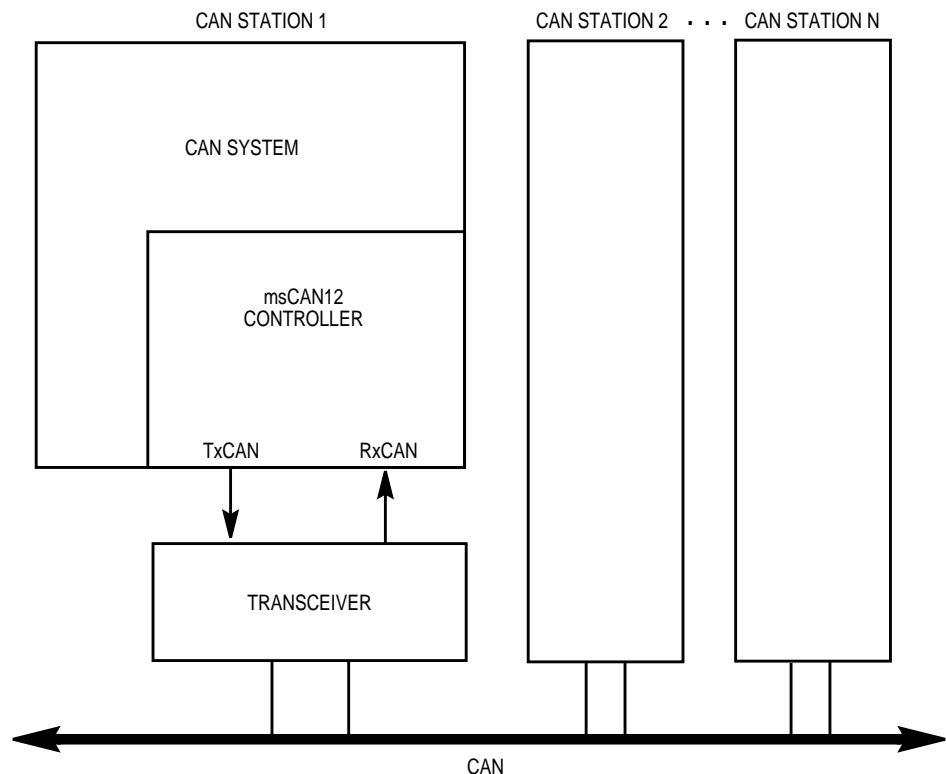 CAN STATION 1
CAN STATION 2 . . . CAN STATION N
CAN SYSTEM
msCAN12
CONTROLLER
TxCAN
RxCAN
TRANSCEIVER
CAN